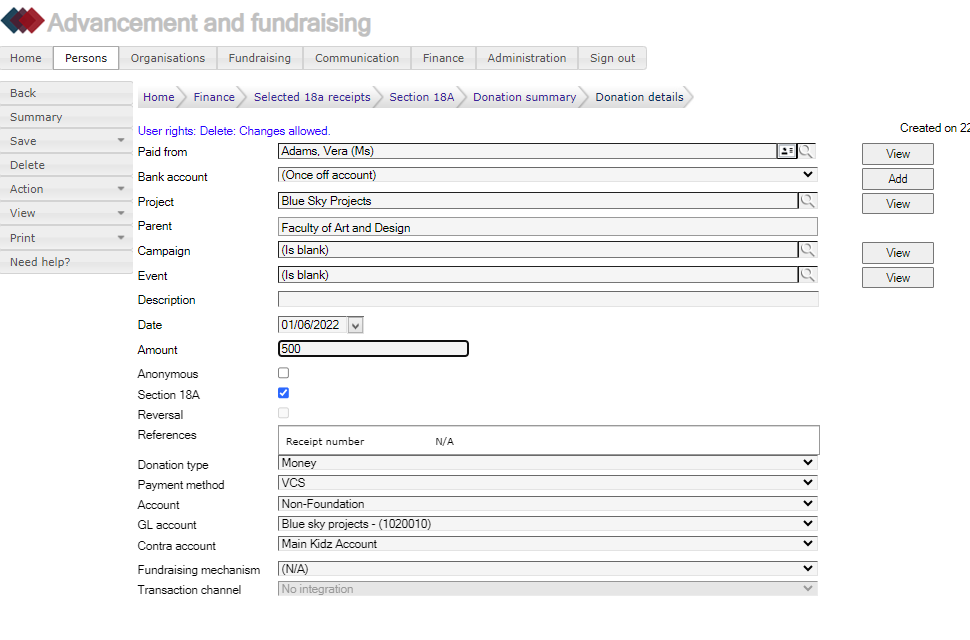 Advancement and fundraising
Home Persons Organisations Fundraising Communication Finance Administration Sign out
Back
Summary
Save
Delete
Action
View
Print
Need help?
Home Finance Selected 18a receipts Section 18A Donation summary Donation details
User rights: Delete: Changes allowed.
Created on 22
Paid from Adams, Vera (Ms) View
Bank account (Once off account) Add
Project Blue Sky Projects View
Parent Faculty of Art and Design
Campaign (Is blank) View
Event (Is blank) View
Description
Date 01/06/2022
Amount 500
Anonymous
Section 18A
Reversal
References Receipt number N/A
Donation type Money
Payment method VCS
Account Non-Foundation
GL account Blue sky projects - (1020010)
Contra account Main Kidz Account
Fundraising mechanism (N/A)
Transaction channel No integration